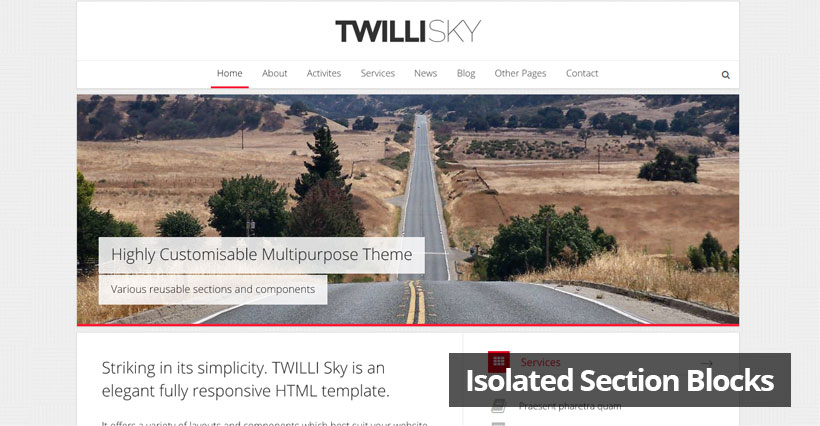 TWILLI SKY
Home About Activites Services News Blog Other Pages Contact
Highly Customisable Multipurpose Theme
Various reusable sections and components
Striking in its simplicity. TWILLI Sky is an
elegant fully responsive HTML template.
It offers a variety of layouts and components which best suit your website
Services
Praesent pharetra quam
Isolated Section Blocks